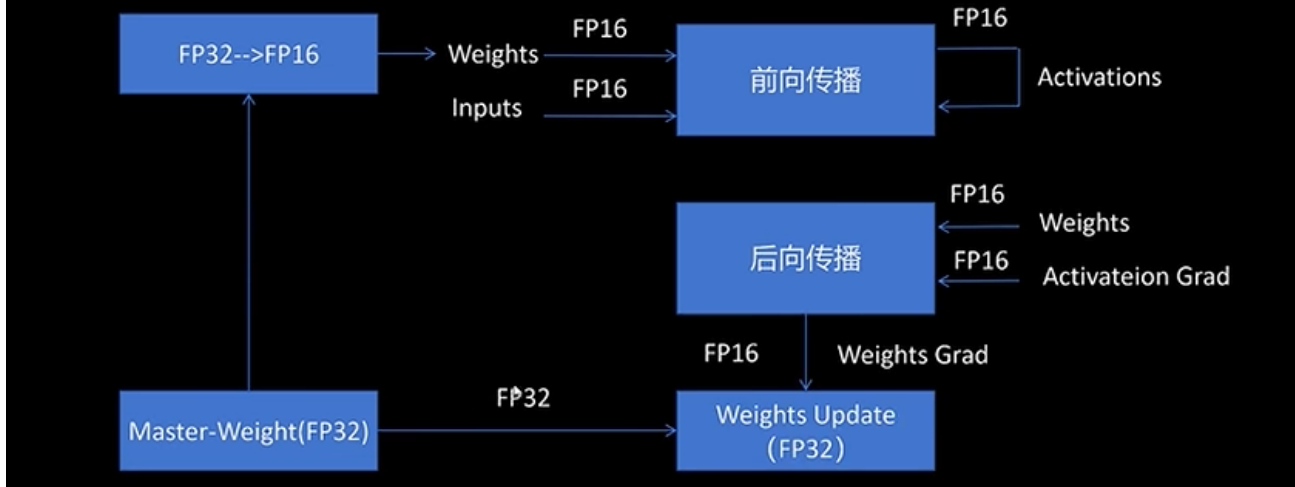 FP32-->FP16
Weights
FP16
Inputs
FP16
前向传播
FP16
Activations
后向传播
FP16
Weights
FP16
Activateion Grad
FP16
Weights Grad
Master-Weight(FP32)
FP32
Weights Update
（FP32）